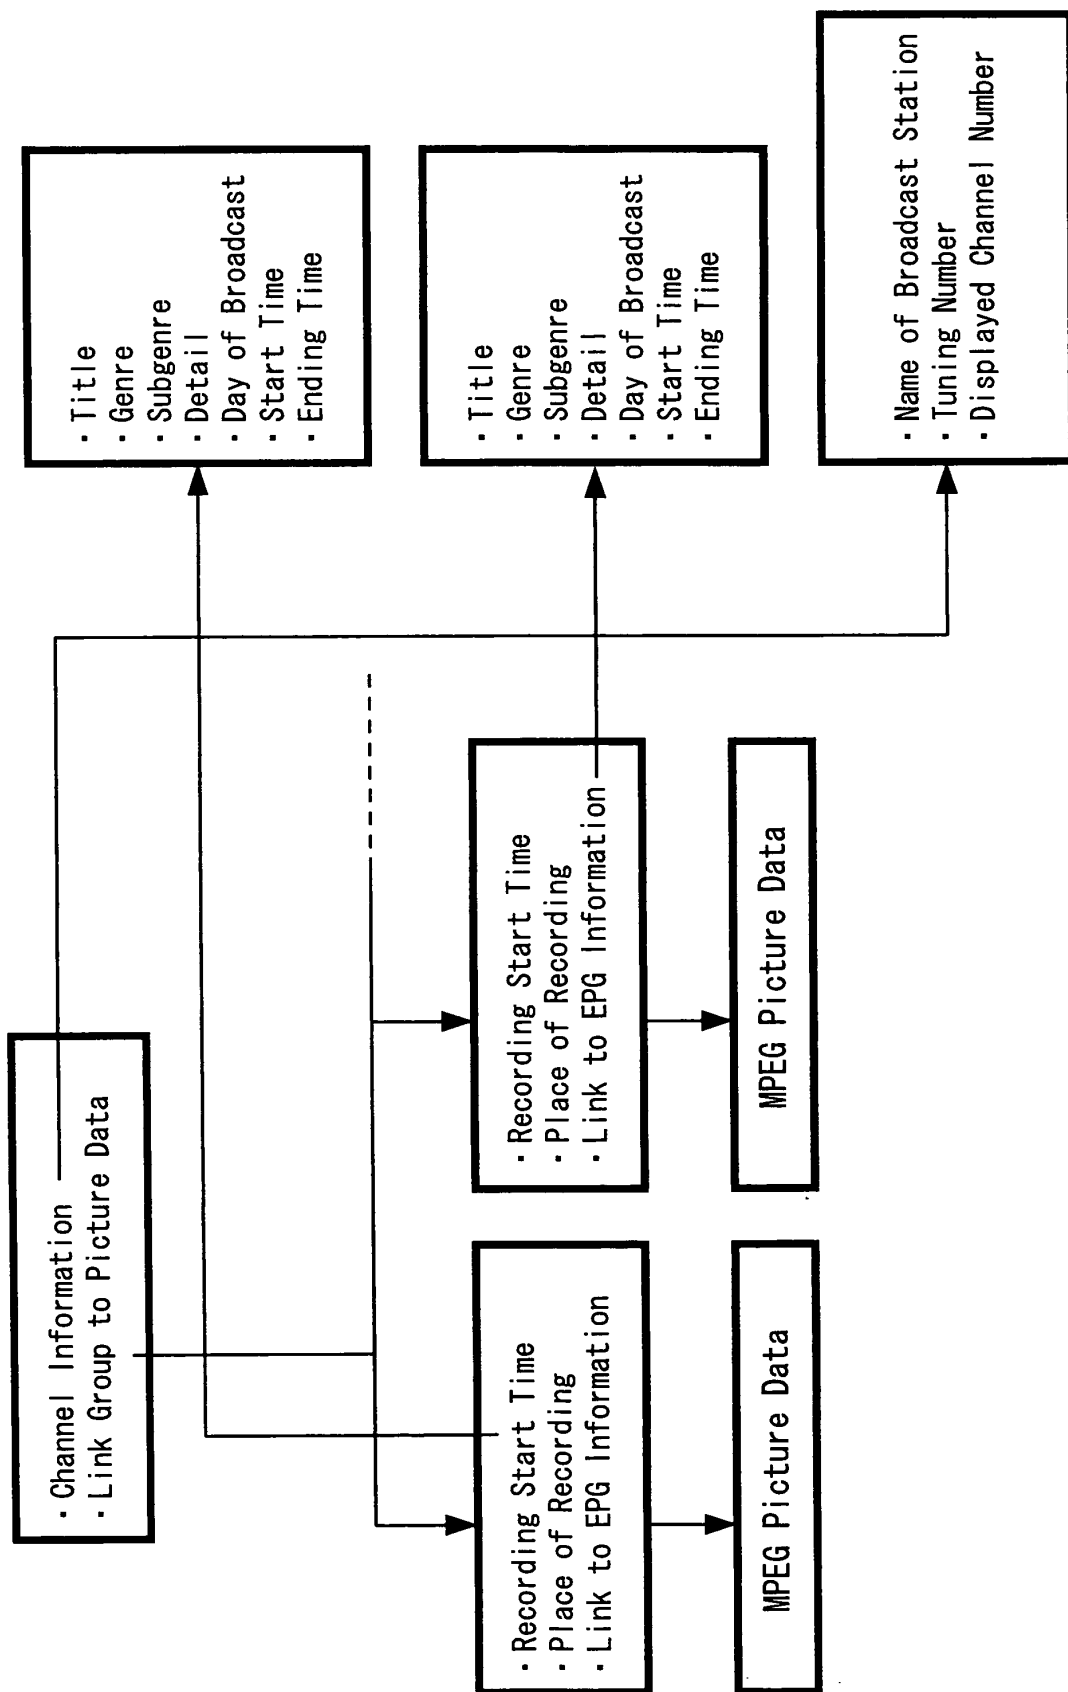 · Channel Information
· Link Group to Picture Data
· Recording Start Time
· Place of Recording
· Link to EPG Information
MPEG Picture Data
· Recording Start Time
· Place of Recording
· Link to EPG Information
MPEG Picture Data
· Title
· Genre
· Subgenre
· Detail
· Day of Broadcast
· Start Time
· Ending Time
· Title
· Genre
· Subgenre
· Detail
· Day of Broadcast
· Start Time
· Ending Time
· Name of Broadcast Station
· Tuning Number
· Displayed Channel Number